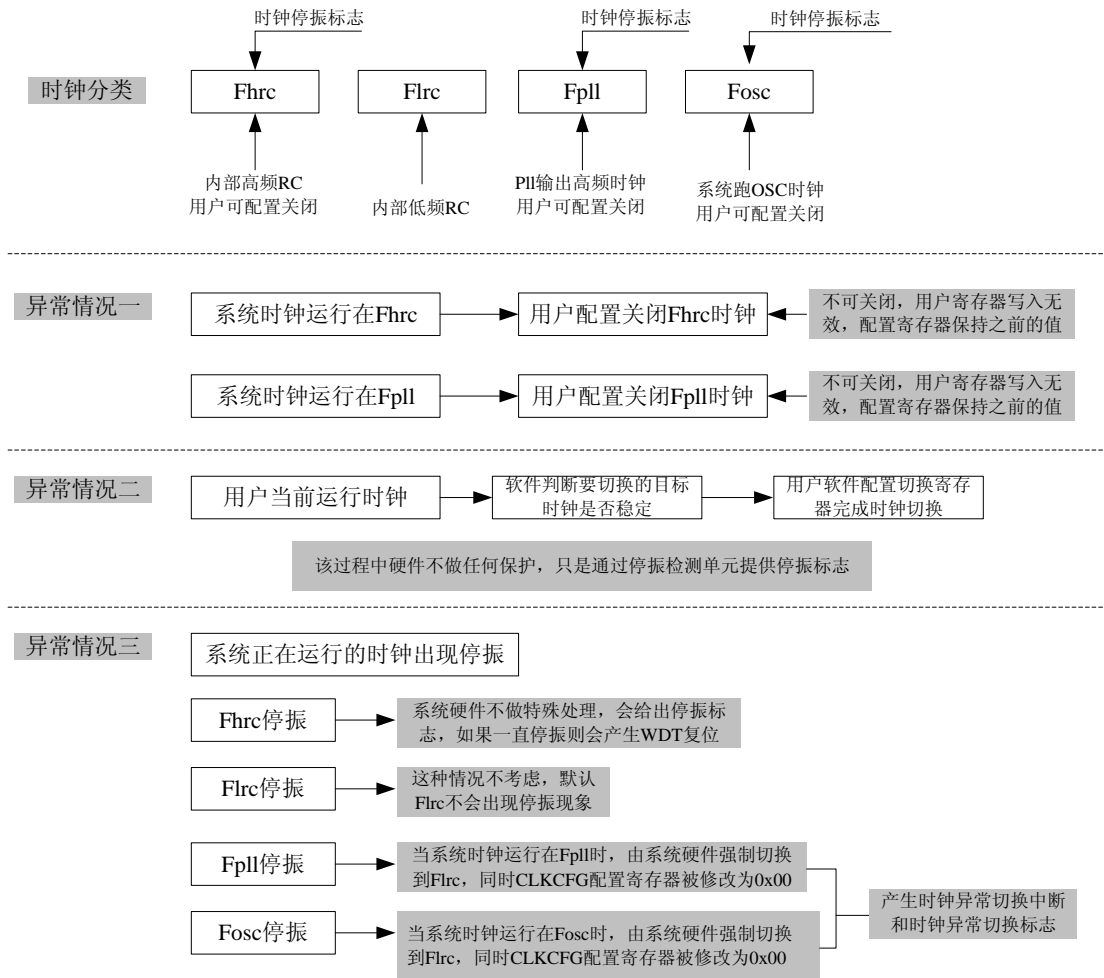 时钟停振标志
时钟停振标志
时钟停振标志
时钟分类
Fhrc
Flrc
Fpll
Fosc
内部高频RC
用户可配置关闭
内部低频RC
Pll输出高频时钟
用户可配置关闭
系统跑OSC时钟
用户可配置关闭
异常情况一
系统时钟运行在Fhrc
用户配置关闭Fhrc时钟
不可关闭，用户寄存器写入无
效，配置寄存器保持之前的值
系统时钟运行在Fpll
用户配置关闭Fpll时钟
不可关闭，用户寄存器写入无
效，配置寄存器保持之前的值
异常情况二
用户当前运行时钟
软件判断要切换的目标
时钟是否稳定
用户软件配置切换寄存
器完成时钟切换
该过程中硬件不做任何保护，只是通过停振检测单元提供停振标志
异常情况三
系统正在运行的时钟出现停振
Fhrc停振
系统硬件不做特殊处理，会给出停振标
志，如果一直停振则会产生WDT复位
Flrc停振
这种情况不考虑，默认
Flrc不会出现停振现象
Fpll停振
当系统时钟运行在Fpll时，由系统硬件强制切换
到Flrc，同时CLKCFG配置寄存器被修改为0x00
Fosc停振
当系统时钟运行在Fosc时，由系统硬件强制切换
到Flrc，同时CLKCFG配置寄存器被修改为0x00
产生时钟异常切换中断
和时钟异常切换标志